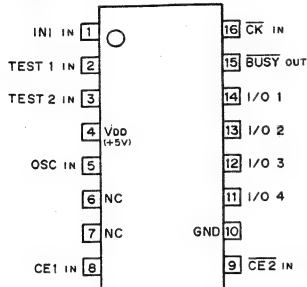 INI IN 1
TEST 1 IN 2
TEST 2 IN 3
4 VDD
(+5V)
OSC IN 5
6 NC
7 NC
CE1 IN 8
16 CK IN
15 BUSY OUT
14 I/O 1
13 I/O 2
12 I/O 3
11 I/O 4
GND 10
9 CE2 IN